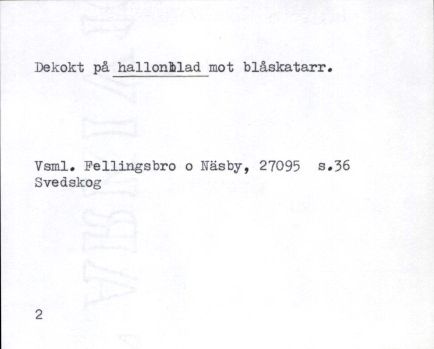 Dekokt på hallonblad mot blåskatarr.
Vsml. Fellingsbro o Näsby, 27095 s.36
Svedskog
2